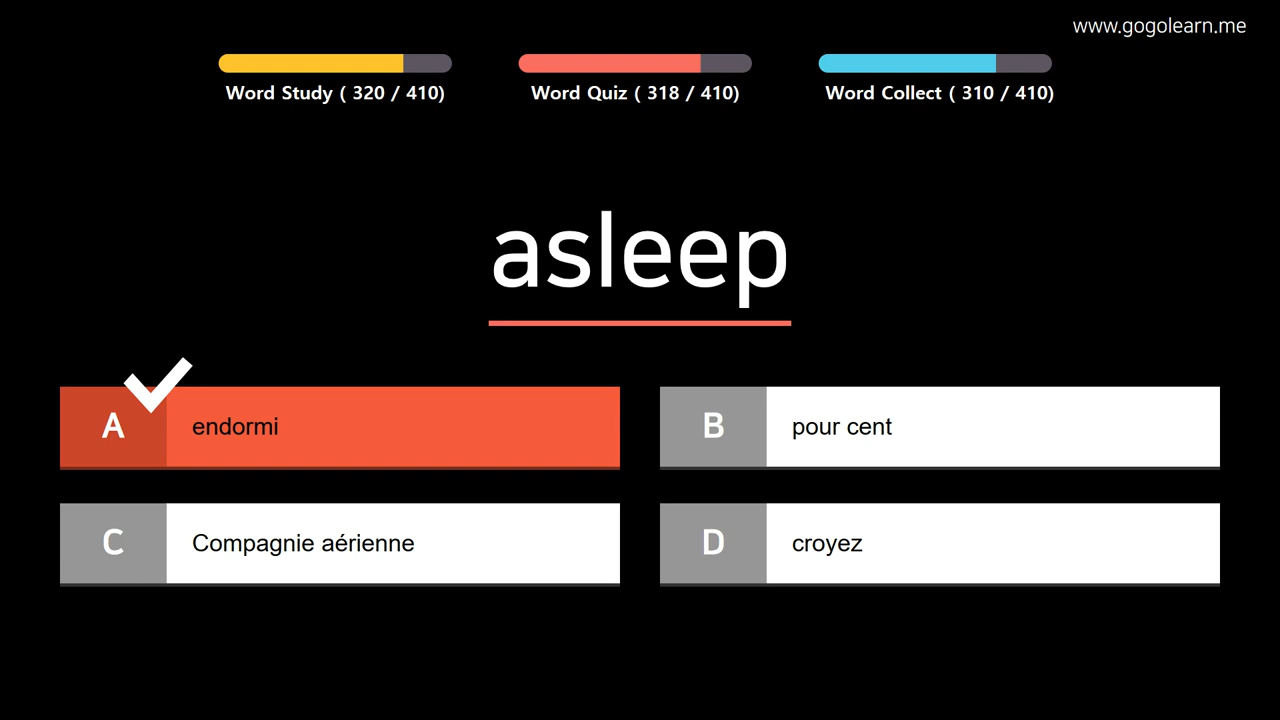 www.gogolearn.me
Word Study ( 320 / 410)
Word Quiz ( 318 / 410)
Word Collect ( 310 / 410)
asleep
A
endormi
B
pour cent
C
Compagnie aérienne
D
croyez